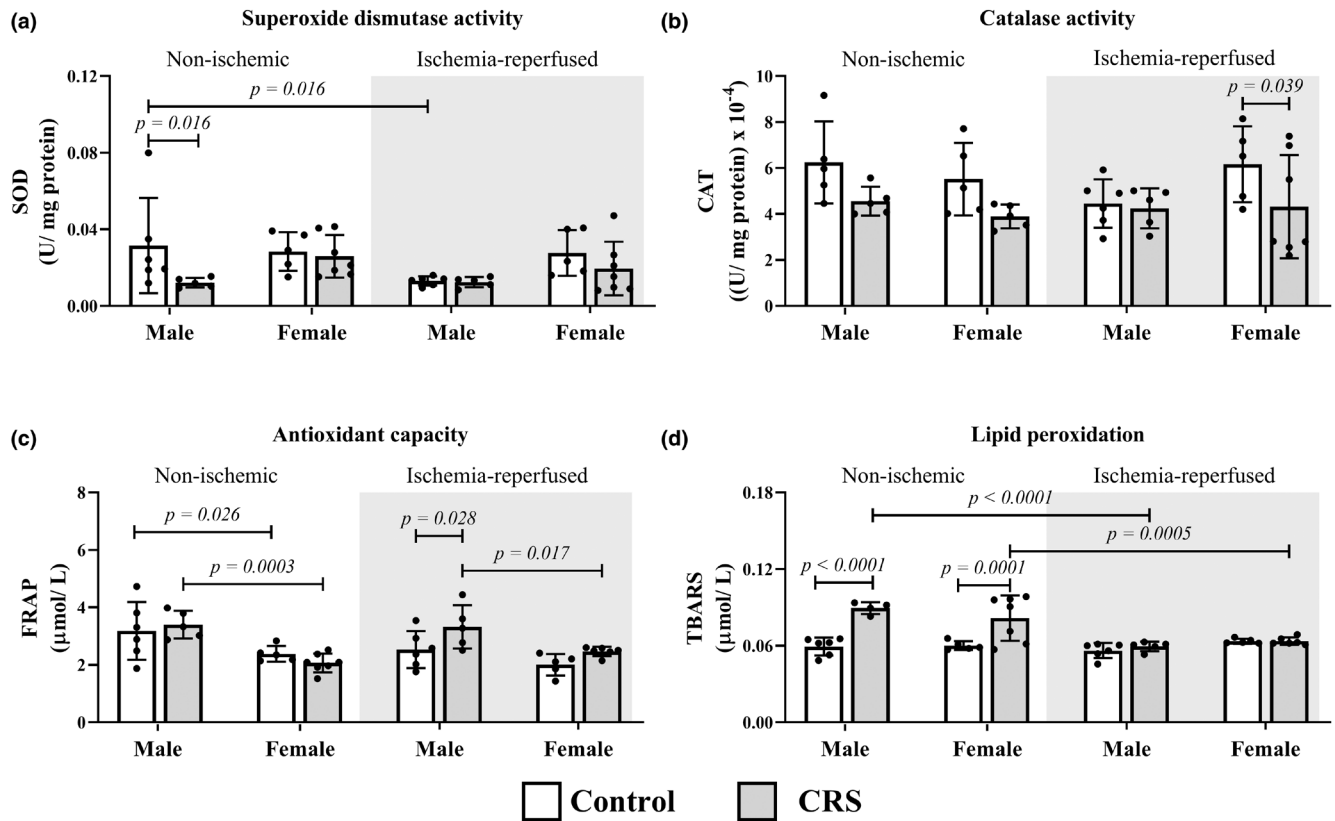 (a)
Superoxide dismutase activity
Non-ischemic
Ischemia-reperfused
0.12
0.08
0.04
0.00
SOD
(U/ mg protein)
p = 0.016
p = 0.016
Male
Female
Male
Female
(b)
Catalase activity
Non-ischemic
Ischemia-reperfused
10
8
6
4
2
0
CAT
((U/ mg protein) x 10⁻⁴
p = 0.039
Male
Female
Male
Female
(c)
Antioxidant capacity
Non-ischemic
Ischemia-reperfused
8
6
4
2
0
FRAP
(μmol/ L)
p = 0.026
p = 0.0003
p = 0.028
p = 0.017
Male
Female
Male
Female
(d)
Lipid peroxidation
Non-ischemic
Ischemia-reperfused
0.18
0.12
0.06
0.00
TBARS
(μmol/ L)
p < 0.0001
p = 0.0005
p < 0.0001
p = 0.0001
Male
Female
Male
Female
Control
CRS